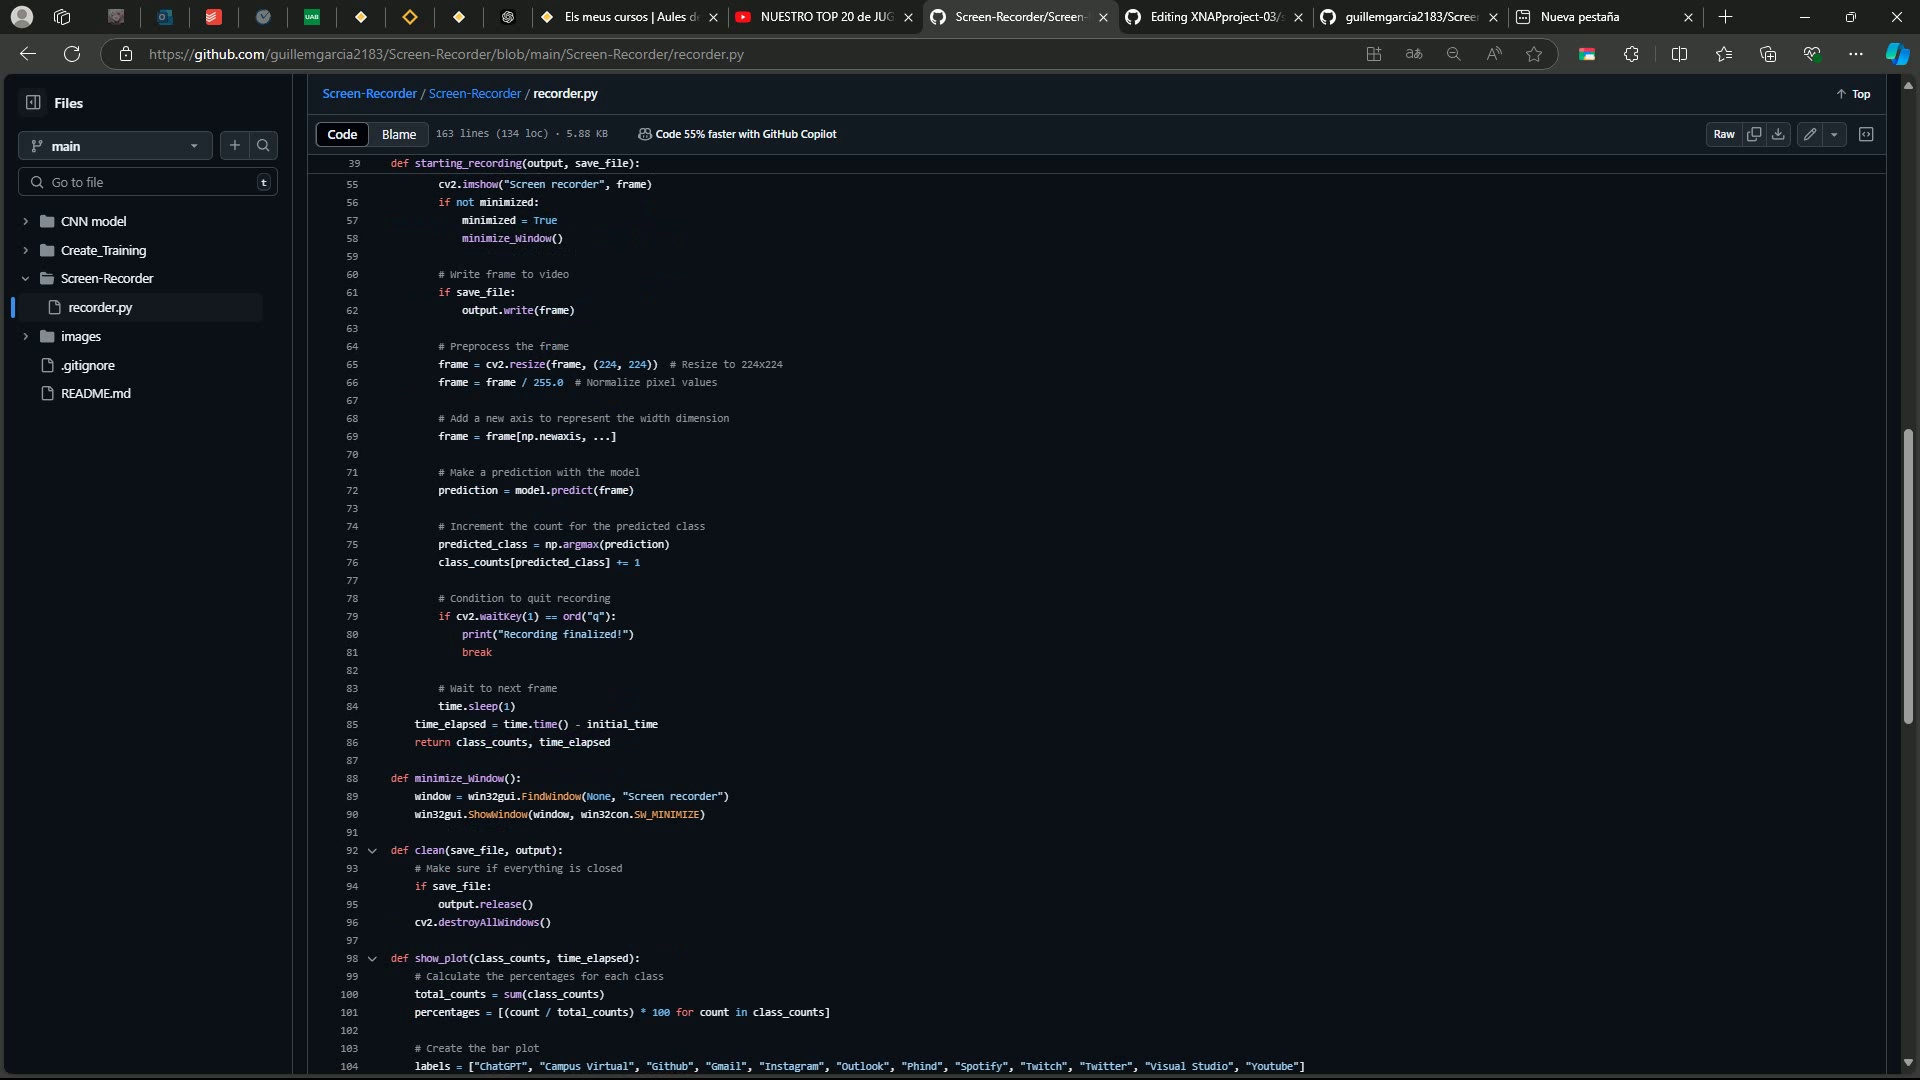 UAB
Els meus cursos | Aules d
NUESTRO TOP 20 de JUG
Screen-Recorder/Screen-
Editing XNAPproject-03/s
guillemgarcia2183/Scree
Nueva pestaña
https://github.com/guillemgarcia2183/Screen-Recorder/blob/main/Screen-Recorder/recorder.py
aあ
Files
main
Go to file
t
CNN model
Create_Training
Screen-Recorder
recorder.py
images
.gitignore
README.md
Screen-Recorder / Screen-Recorder / recorder.py
Top
Code
Blame
163 lines (134 loc) · 5.88 KB
Code 55% faster with GitHub Copilot
Raw
39 def starting_recording(output, save_file):
55 cv2.imshow("Screen recorder", frame)
56 if not minimized:
57 minimized = True
58 minimize_Window()
59
60 # Write frame to video
61 if save_file:
62 output.write(frame)
63
64 # Preprocess the frame
65 frame = cv2.resize(frame, (224, 224)) # Resize to 224x224
66 frame = frame / 255.0 # Normalize pixel values
67
68 # Add a new axis to represent the width dimension
69 frame = frame[np.newaxis, ...]
70
71 # Make a prediction with the model
72 prediction = model.predict(frame)
73
74 # Increment the count for the predicted class
75 predicted_class = np.argmax(prediction)
76 class_counts[predicted_class] += 1
77
78 # Condition to quit recording
79 if cv2.waitKey(1) == ord("q"):
80 print("Recording finalized!")
81 break
82
83 # Wait to next frame
84 time.sleep(1)
85 time_elapsed = time.time() - initial_time
86 return class_counts, time_elapsed
87
88 def minimize_Window():
89 window = win32gui.FindWindow(None, "Screen recorder")
90 win32gui.ShowWindow(window, win32con.SW_MINIMIZE)
91
92 def clean(save_file, output):
93 # Make sure if everything is closed
94 if save_file:
95 output.release()
96 cv2.destroyAllWindows()
97
98 def show_plot(class_counts, time_elapsed):
99 # Calculate the percentages for each class
100 total_counts = sum(class_counts)
101 percentages = [(count / total_counts) * 100 for count in class_counts]
102
103 # Create the bar plot
104 labels = ["ChatGPT", "Campus Virtual", "Github", "Gmail", "Instagram", "Outlook", "Phind", "Spotify", "Twitch", "Twitter", "Visual Studio", "Youtube"]